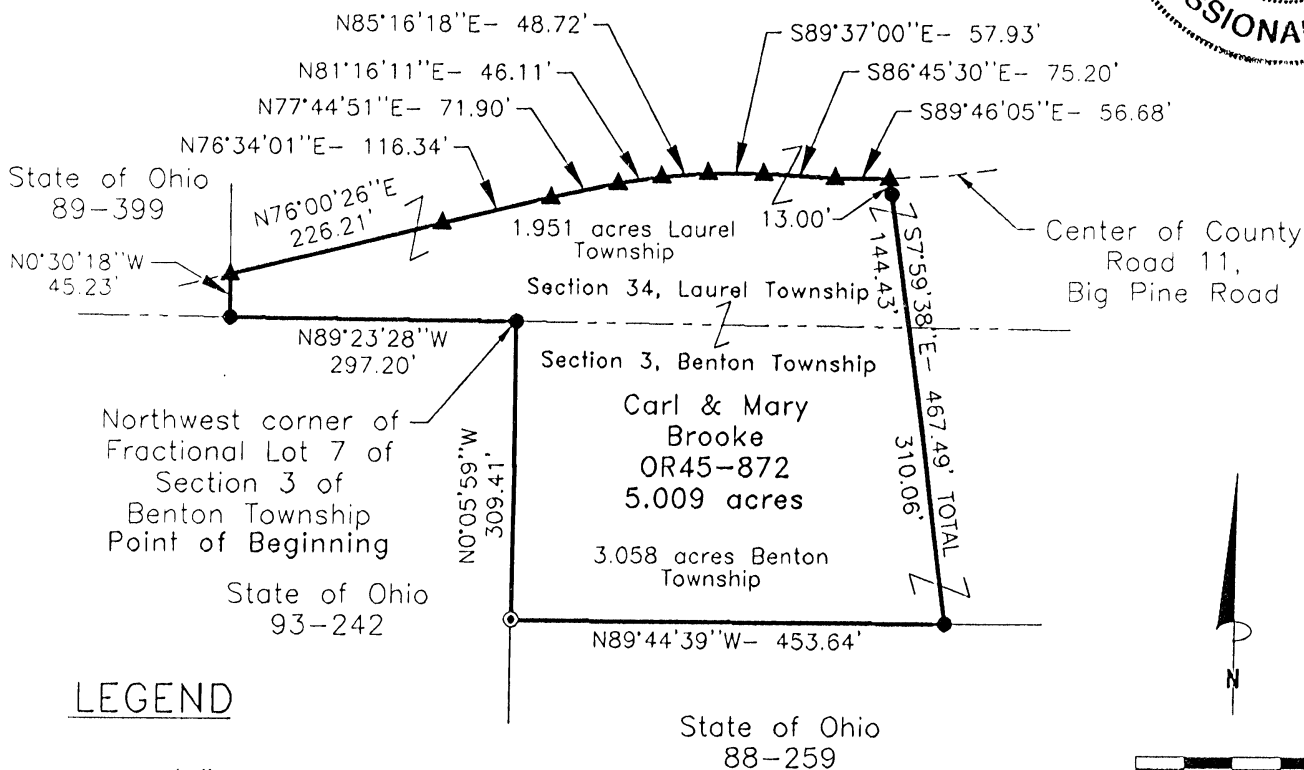 SSIONA
N85°16'18''E- 48.72'
S89°37'00''E- 57.93'
N81°16'11''E- 46.11'
S86°45'30''E- 75.20'
N77°44'51''E- 71.90'
S89°46'05''E- 56.68'
N76°34'01''E- 116.34'
State of Ohio
89-399
N76°00'26''E
226.21'
N0°30'18''W
45.23'
13.00'
1.951 acres Laurel
Township
Center of County
Road 11,
Big Pine Road
Section 34, Laurel Township
144.43'
S7°59'38''E- 467.49' TOTAL
310.06'
N89°23'28''W
297.20'
Section 3, Benton Township
Northwest corner of
Fractional Lot 7 of
Section 3 of
Benton Township
Point of Beginning
N0°05'59''W
309.41'
Carl & Mary
Brooke
OR45-872
5.009 acres
3.058 acres Benton
Township
State of Ohio
93-242
N89°44'39''W- 453.64'
N
LEGEND
State of Ohio
88-259